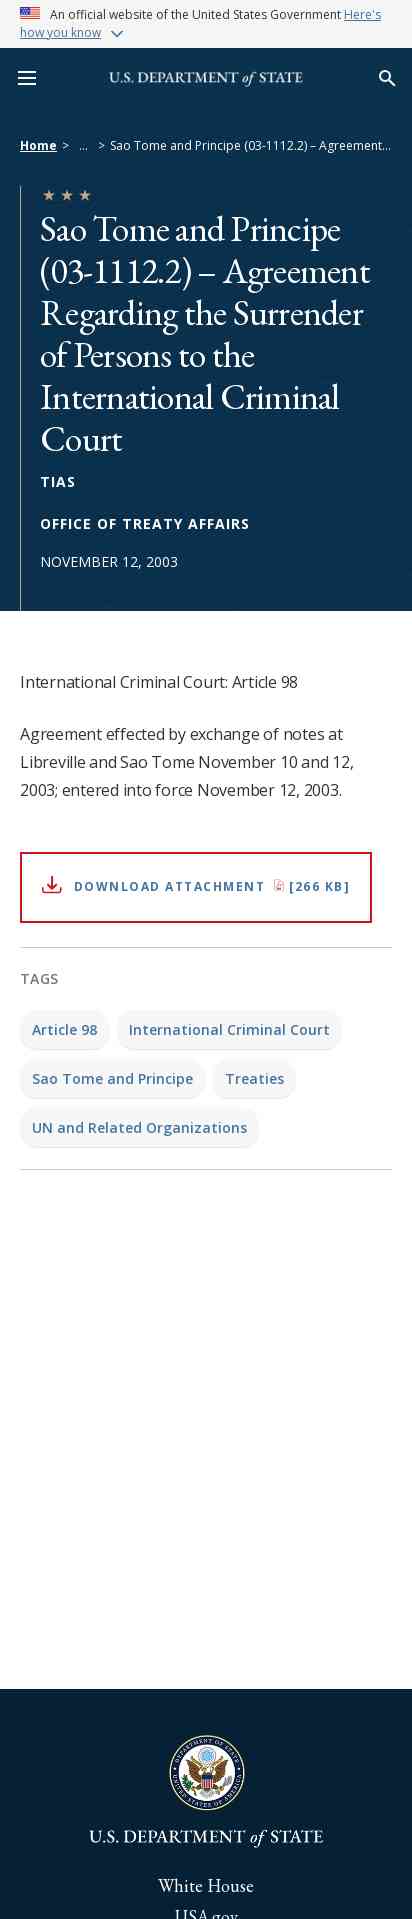 An official website of the United States Government Here's
how you know
U.S. DEPARTMENT of STATE
Home > ... > Sao Tome and Principe (03-1112.2) – Agreement...
Sao Tome and Principe
(03-1112.2) – Agreement
Regarding the Surrender
of Persons to the
International Criminal
Court
TIAS
OFFICE OF TREATY AFFAIRS
NOVEMBER 12, 2003
International Criminal Court: Article 98
Agreement effected by exchange of notes at
Libreville and Sao Tome November 10 and 12,
2003; entered into force November 12, 2003.
DOWNLOAD ATTACHMENT [266 KB]
TAGS
Article 98 International Criminal Court
Sao Tome and Principe Treaties
UN and Related Organizations
DEPARTMENT OF STATE
UNITED STATES OF AMERICA
U.S. DEPARTMENT of STATE
White House
USA.gov